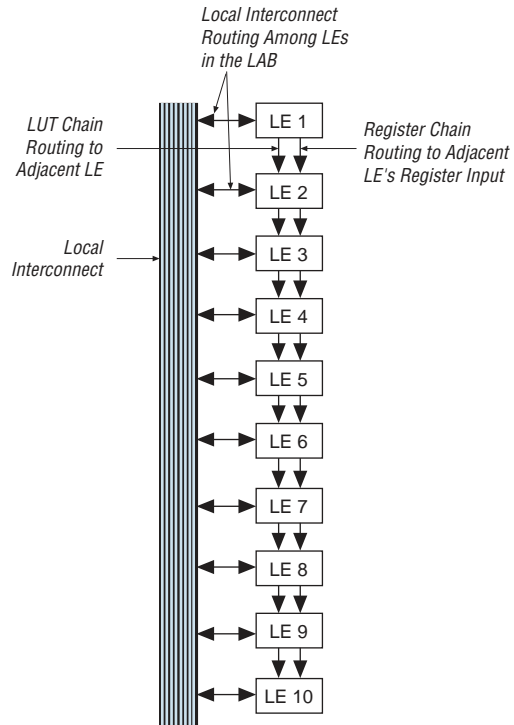 Local Interconnect
Routing Among LEs
in the LAB
LUT Chain
Routing to
Adjacent LE
Register Chain
Routing to Adjacent
LE's Register Input
Local
Interconnect
LE 1
LE 2
LE 3
LE 4
LE 5
LE 6
LE 7
LE 8
LE 9
LE 10